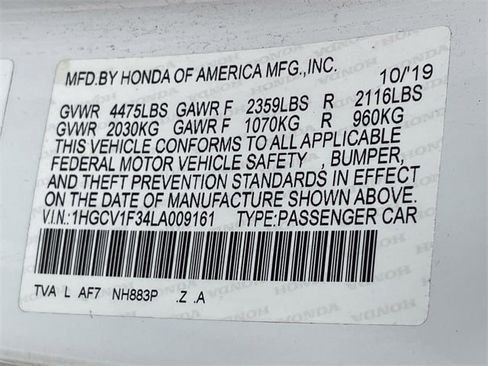 MFD.BY HONDA OF AMERICA MFG.,INC. 10/'19
GVWR 4475LBS GAWR F 2359LBS R 2116LBS
GVWR 2030KG GAWR F 1070KG R 960KG
THIS VEHICLE CONFORMS TO ALL APPLICABLE
FEDERAL MOTOR VEHICLE SAFETY , BUMPER,
AND THEFT PREVENTION STANDARDS IN EFFECT
ON THE DATE OF MANUFACTURE SHOWN ABOVE.
V.I.N.:1HGCV1F34LA009161 TYPE:PASSENGER CAR
TVA L AF7 NH883P .Z .A